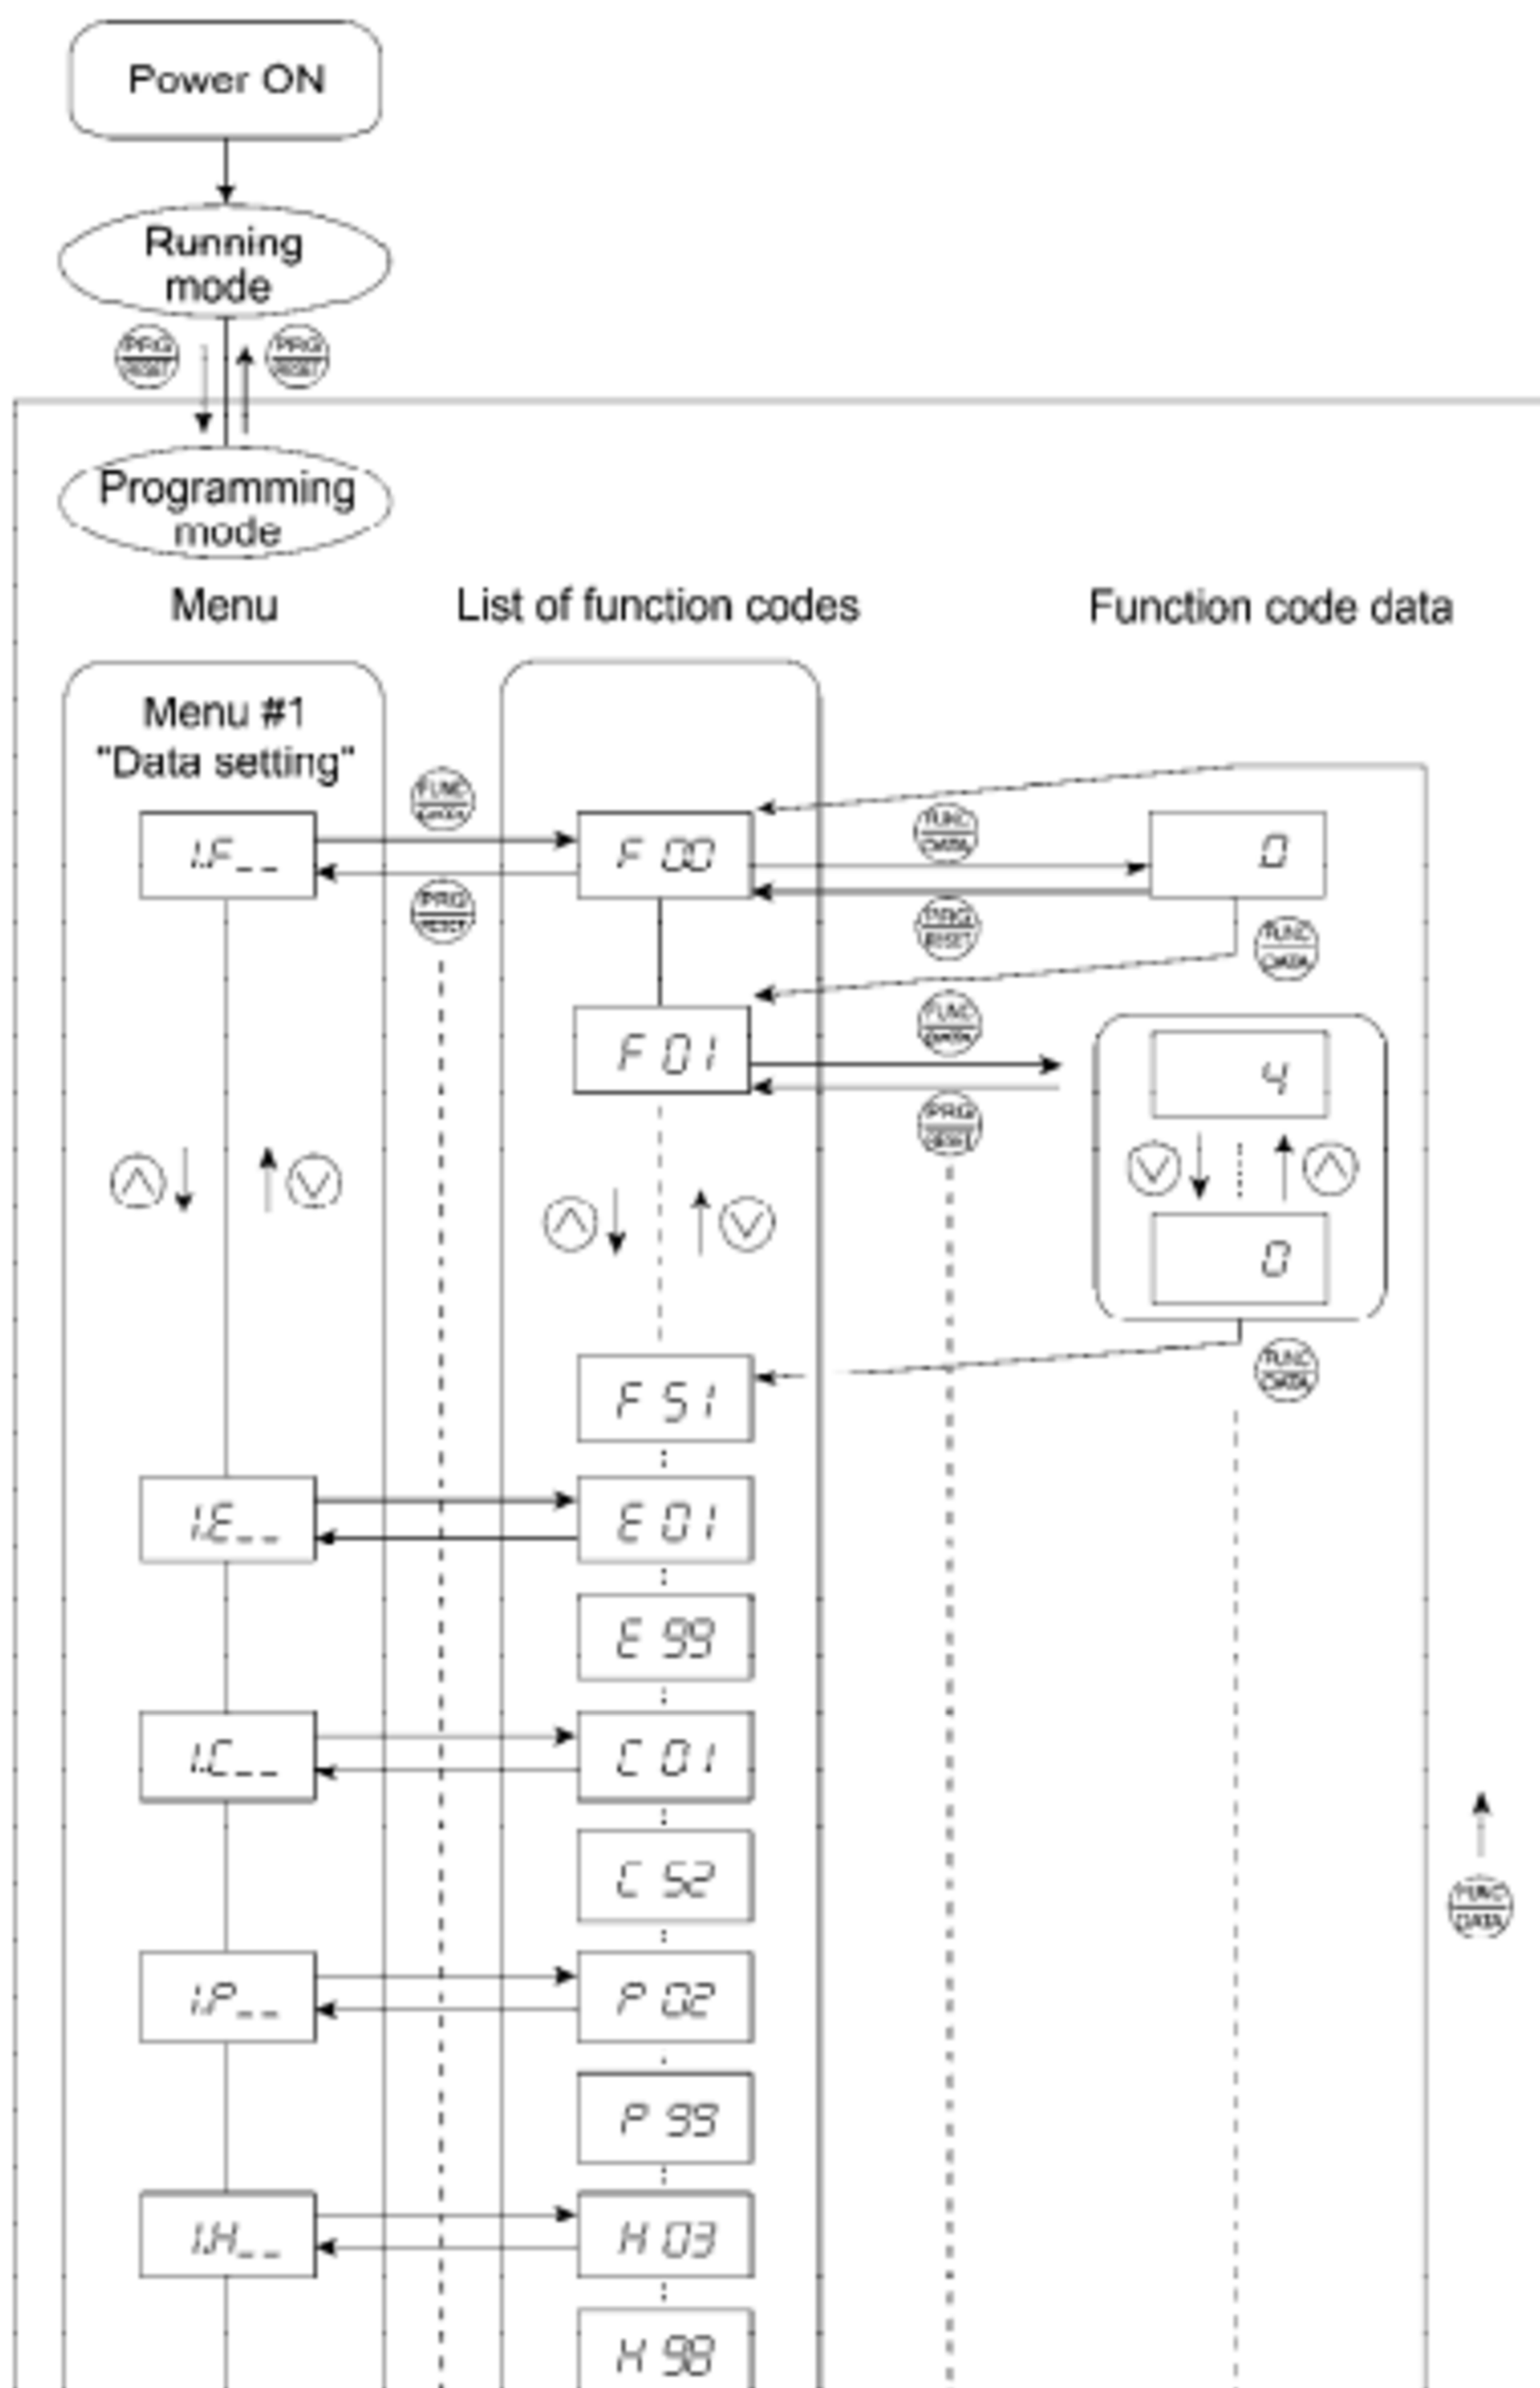 Power ON
Running
mode
PRG
RESET
PRG
RESET
Programming
mode
Menu
List of function codes
Function code data
Menu #1
"Data setting"
FUNC
DATA
1.F__
F 00
FUNC
DATA
0
PRG
RESET
PRG
RESET
FUNC
DATA
F 01
FUNC
DATA
4
PRG
RESET
0
F 51
FUNC
DATA
1.E__
E 01
E 99
1.C__
C 01
C 52
FUNC
DATA
1.P__
P 02
P 99
1.H__
H 03
H 98